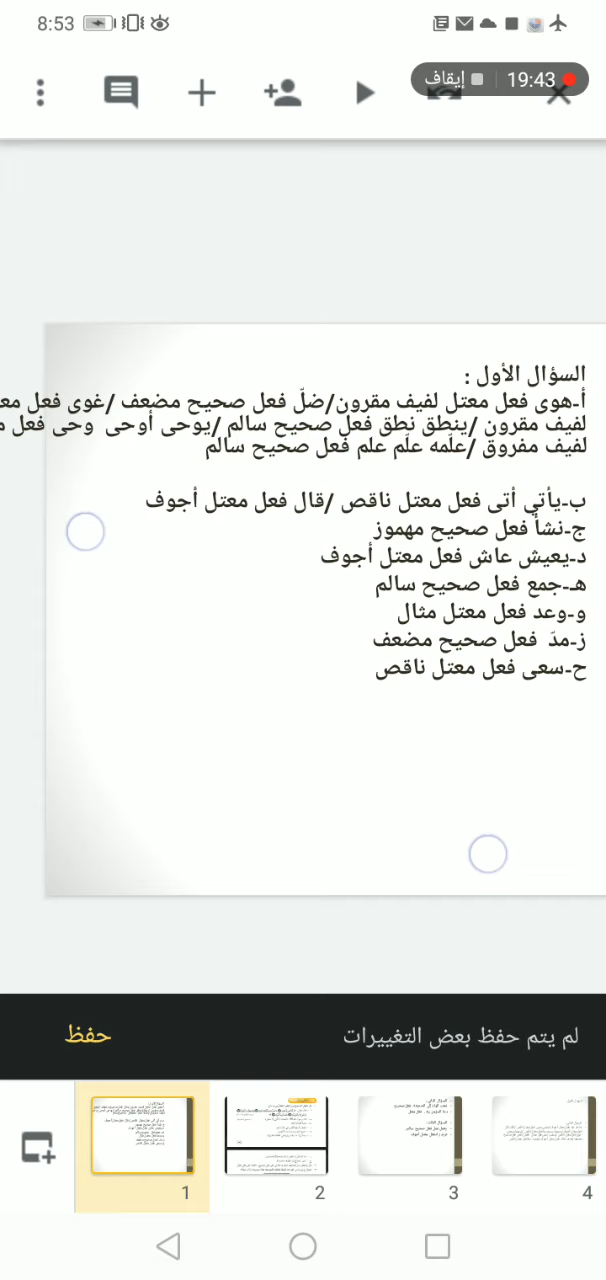 8:53
إيقاف
19:43
السؤال الأول :
أ-هوى فعل معتل لفيف مقرون/ضلّ فعل صحيح مضعف /غوى فعل
لفيف مقرون /ينطق نطق فعل صحيح سالم /يوحى أوحى وحى فعل
لفيف مفروق /علّمه علّم علم فعل صحيح سالم
ب-يأتي أتى فعل معتل ناقص /قال فعل معتل أجوف
ج-نشأ فعل صحيح مهموز
د-يعيش عاش فعل معتل أجوف
هـ-جمع فعل صحيح سالم
و-وعد فعل معتل مثال
ز-مدّ فعل صحيح مضعف
ح-سعى فعل معتل ناقص
لم يتم حفظ بعض التغييرات
حفظ
1
2
3
4